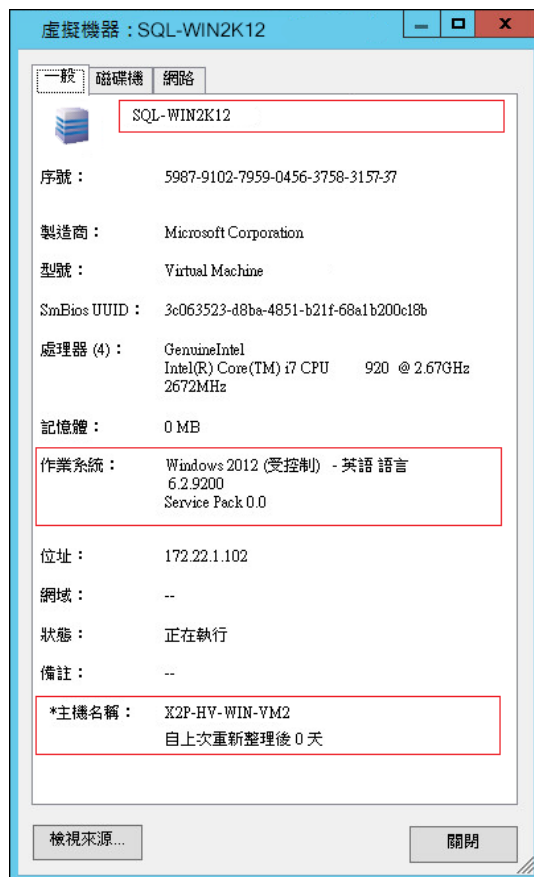 虛擬機器：SQL-WIN2K12
一般 磁碟機 網路
SQL-WIN2K12
序號： 5987-9102-7959-0456-3758-3157-37
製造商： Microsoft Corporation
型號： Virtual Machine
SmBios UUID： 3c063523-d8ba-4851-b21f-68a1b200c18b
處理器 (4)： GenuineIntel
Intel(R) Core(TM) i7 CPU 920 @ 2.67GHz
2672MHz
記憶體： 0 MB
作業系統： Windows 2012 (受控制) - 英語 語言
6.2.9200
Service Pack 0.0
位址： 172.22.1.102
網域： --
狀態： 正在執行
備註： --
*主機名稱： X2P-HV-WIN-VM2
自上次重新整理後 0 天
檢視來源... 關閉